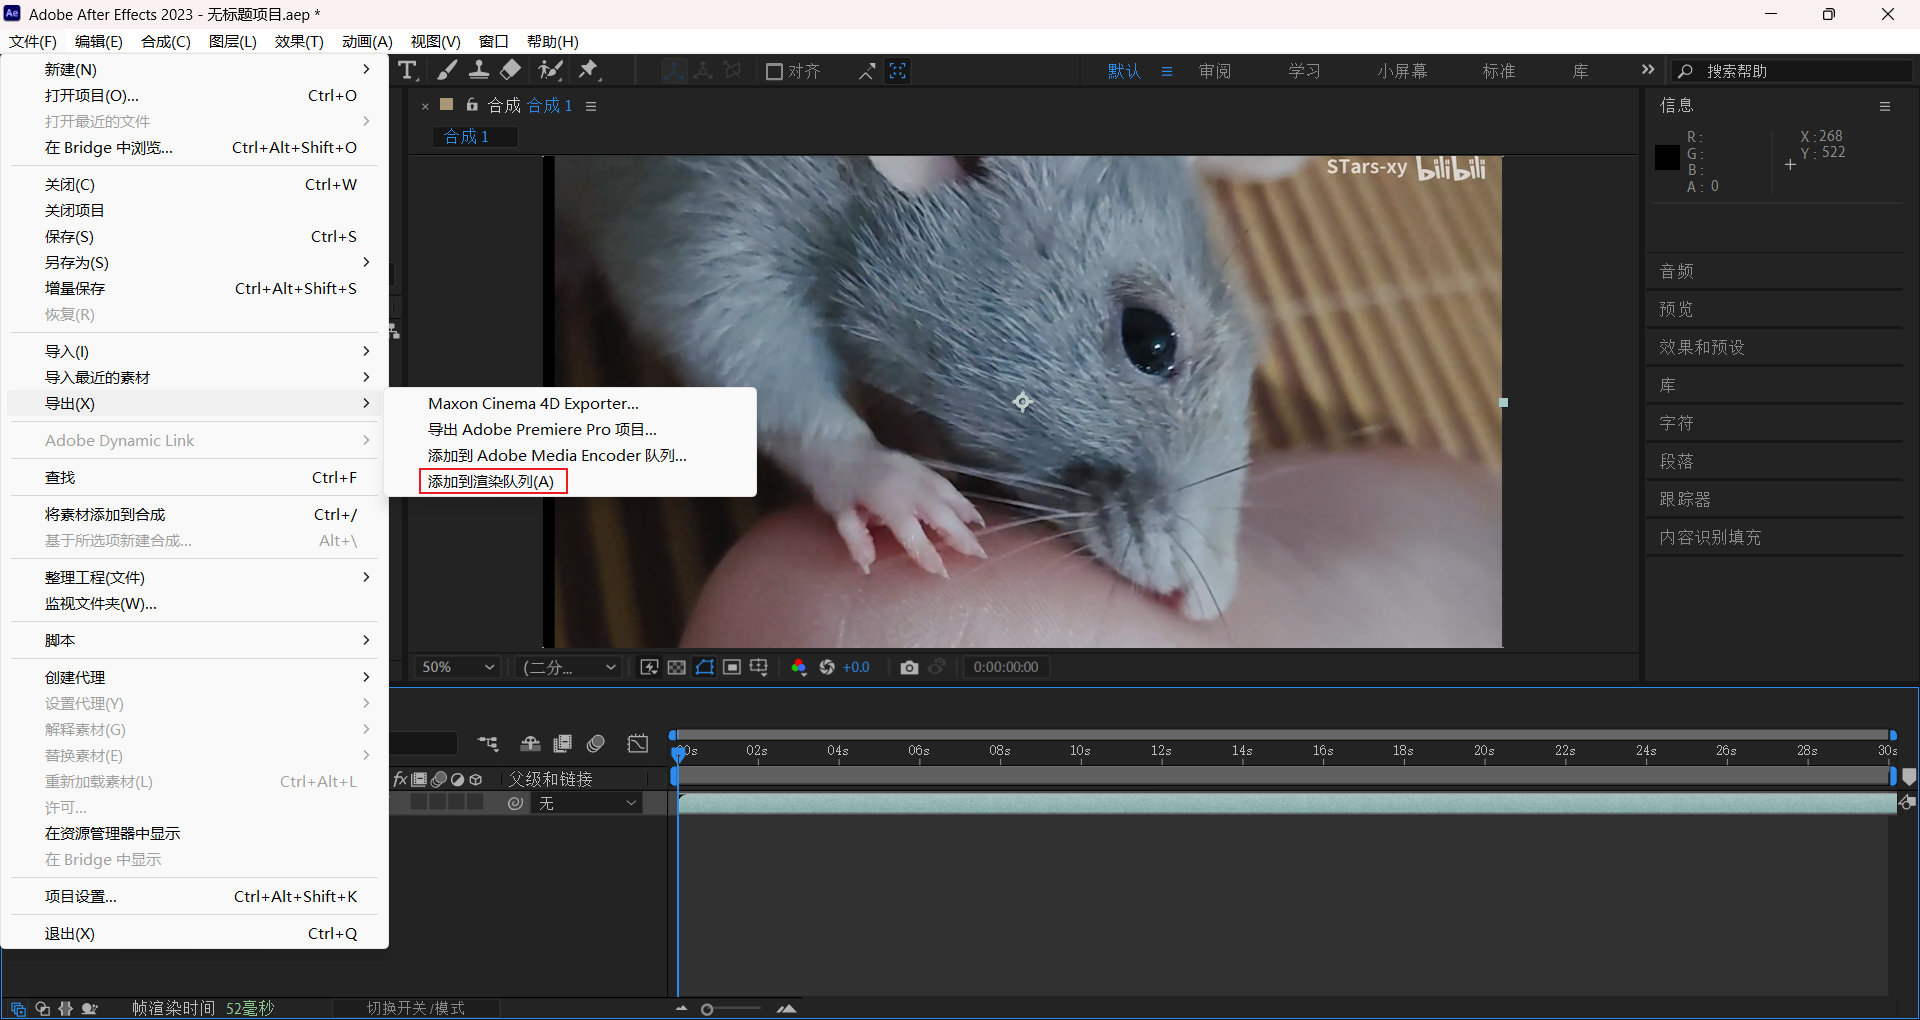 Ae Adobe After Effects 2023 - 无标题项目.aep *
文件(F) 编辑(E) 合成(C) 图层(L) 效果(T) 动画(A) 视图(V) 窗口 帮助(H)
T 对齐 默认 审阅 学习 小屏幕 标准 库 搜索帮助
新建(N)
打开项目(O)... Ctrl+O
打开最近的文件
在 Bridge 中浏览... Ctrl+Alt+Shift+O
关闭(C) Ctrl+W
关闭项目
保存(S) Ctrl+S
另存为(S)
增量保存 Ctrl+Alt+Shift+S
恢复(R)
导入(I)
导入最近的素材
导出(X)
Adobe Dynamic Link
查找 Ctrl+F
将素材添加到合成 Ctrl+/
基于所选项新建合成... Alt+\
整理工程(文件)
监视文件夹(W)...
脚本
创建代理
设置代理(Y)
解释素材(G)
替换素材(E)
重新加载素材(L) Ctrl+Alt+L
许可...
在资源管理器中显示
在 Bridge 中显示
项目设置... Ctrl+Alt+Shift+K
退出(X) Ctrl+Q
Maxon Cinema 4D Exporter...
导出 Adobe Premiere Pro 项目...
添加到 Adobe Media Encoder 队列...
添加到渲染队列(A)
合成 合成 1
合成 1
STars-xy bilibili
50% (二分... +0.0 0:00:00:00
信息
R :
G :
B :
A : 0
X : 268
Y : 522
音频
预览
效果和预设
库
字符
段落
跟踪器
内容识别填充
00s 02s 04s 06s 08s 10s 12s 14s 16s 18s 20s 22s 24s 26s 28s 30s
fx 父级和链接
无
帧渲染时间 52毫秒 切换开关/模式